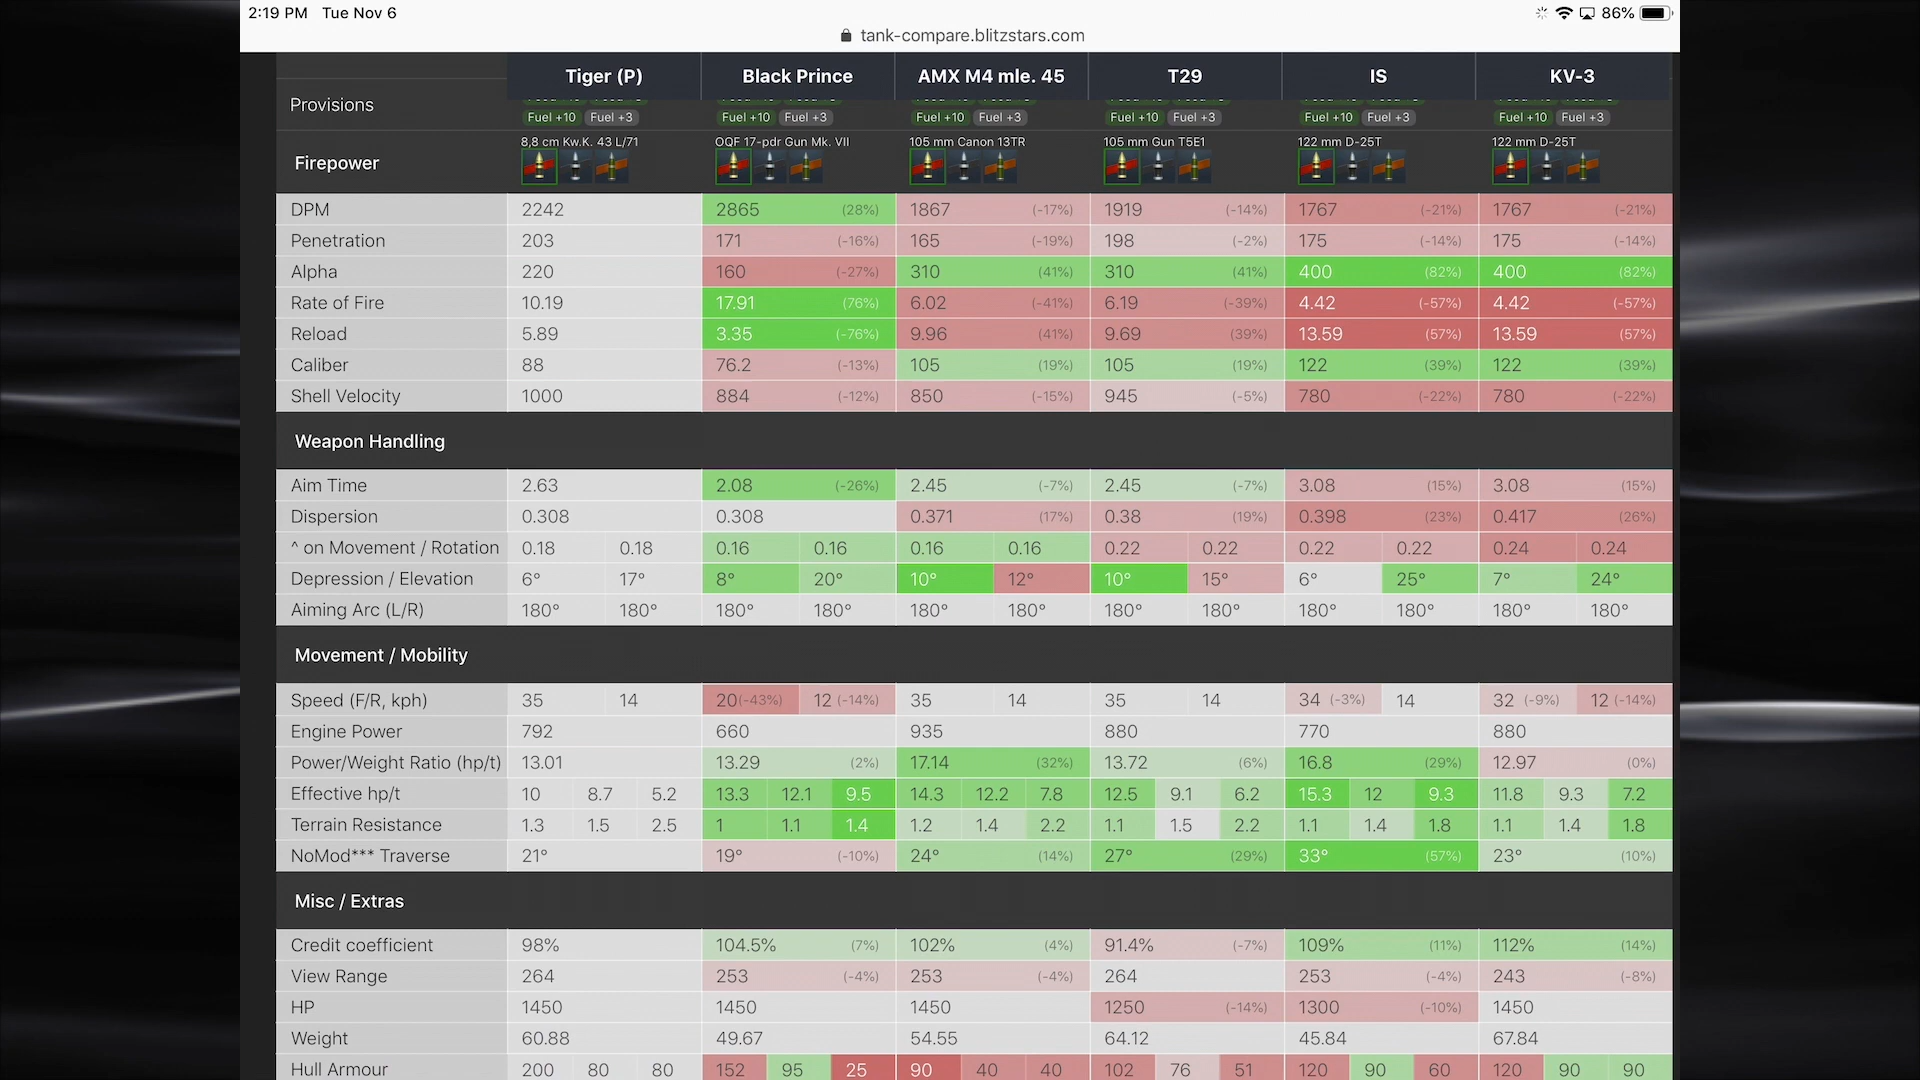 2:19 PM Tue Nov 6 86%
tank-compare.blitzstars.com
Tiger (P) Black Prince AMX M4 mle. 45 T29 IS KV-3
Provisions
Fuel +10 Fuel +3 Fuel +10 Fuel +3 Fuel +10 Fuel +3 Fuel +10 Fuel +3 Fuel +10 Fuel +3 Fuel +10 Fuel +3
8,8 cm Kw.K. 43 L/71 OQF 17-pdr Gun Mk. VII 105 mm Canon 13TR 105 mm Gun T5E1 122 mm D-25T 122 mm D-25T
Firepower
DPM 2242 2865 (28%) 1867 (-17%) 1919 (-14%) 1767 (-21%) 1767 (-21%)
Penetration 203 171 (-16%) 165 (-19%) 198 (-2%) 175 (-14%) 175 (-14%)
Alpha 220 160 (-27%) 310 (41%) 310 (41%) 400 (82%) 400 (82%)
Rate of Fire 10.19 17.91 (76%) 6.02 (-41%) 6.19 (-39%) 4.42 (-57%) 4.42 (-57%)
Reload 5.89 3.35 (-76%) 9.96 (41%) 9.69 (39%) 13.59 (57%) 13.59 (57%)
Caliber 88 76.2 (-13%) 105 (19%) 105 (19%) 122 (39%) 122 (39%)
Shell Velocity 1000 884 (-12%) 850 (-15%) 945 (-5%) 780 (-22%) 780 (-22%)
Weapon Handling
Aim Time 2.63 2.08 (-26%) 2.45 (-7%) 2.45 (-7%) 3.08 (15%) 3.08 (15%)
Dispersion 0.308 0.308 0.371 (17%) 0.38 (19%) 0.398 (23%) 0.417 (26%)
^ on Movement / Rotation 0.18 0.18 0.16 0.16 0.16 0.16 0.22 0.22 0.22 0.22 0.24 0.24
Depression / Elevation 6° 17° 8° 20° 10° 12° 10° 15° 6° 25° 7° 24°
Aiming Arc (L/R) 180° 180° 180° 180° 180° 180° 180° 180° 180° 180° 180° 180°
Movement / Mobility
Speed (F/R, kph) 35 14 20(-43%) 12 (-14%) 35 14 35 14 34 (-3%) 14 32 (-9%) 12 (-14%)
Engine Power 792 660 935 880 770 880
Power/Weight Ratio (hp/t) 13.01 13.29 (2%) 17.14 (32%) 13.72 (6%) 16.8 (29%) 12.97 (0%)
Effective hp/t 10 8.7 5.2 13.3 12.1 9.5 14.3 12.2 7.8 12.5 9.1 6.2 15.3 12 9.3 11.8 9.3 7.2
Terrain Resistance 1.3 1.5 2.5 1 1.1 1.4 1.2 1.4 2.2 1.1 1.5 2.2 1.1 1.4 1.8 1.1 1.4 1.8
NoMod*** Traverse 21° 19° (-10%) 24° (14%) 27° (29%) 33° (57%) 23° (10%)
Misc / Extras
Credit coefficient 98% 104.5% (7%) 102% (4%) 91.4% (-7%) 109% (11%) 112% (14%)
View Range 264 253 (-4%) 253 (-4%) 264 253 (-4%) 243 (-8%)
HP 1450 1450 1450 1250 (-14%) 1300 (-10%) 1450
Weight 60.88 49.67 54.55 64.12 45.84 67.84
Hull Armour 200 80 80 152 95 25 90 40 40 102 76 51 120 90 60 120 90 90